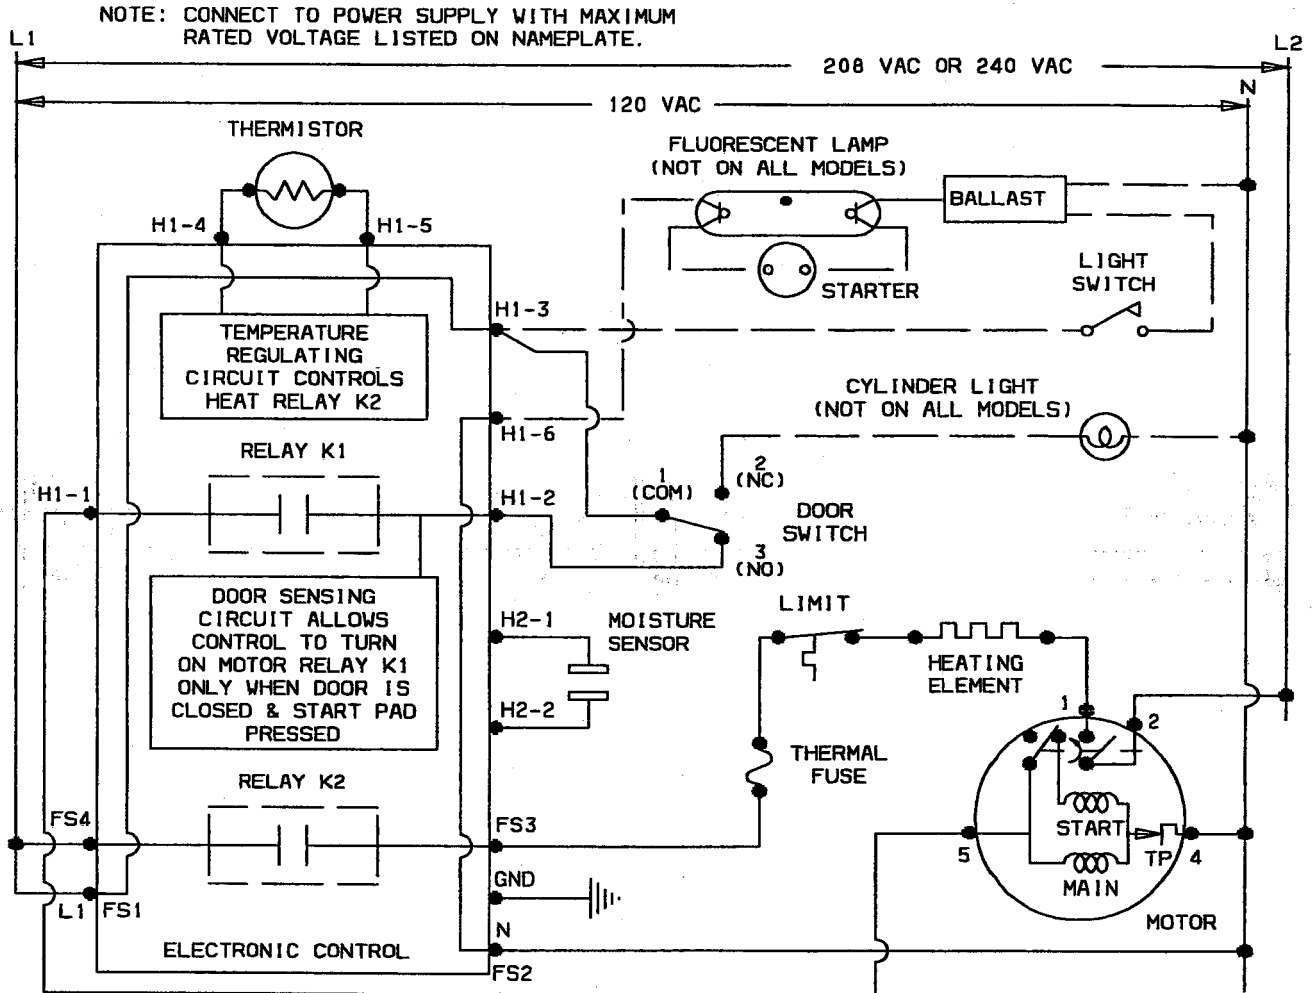 NOTE: CONNECT TO POWER SUPPLY WITH MAXIMUM
RATED VOLTAGE LISTED ON NAMEPLATE.
L1
L2
208 VAC OR 240 VAC
N
120 VAC
THERMISTOR
FLUORESCENT LAMP
(NOT ON ALL MODELS)
BALLAST
H1-4
H1-5
STARTER
LIGHT
SWITCH
H1-3
TEMPERATURE
REGULATING
CIRCUIT CONTROLS
HEAT RELAY K2
CYLINDER LIGHT
(NOT ON ALL MODELS)
H1-6
RELAY K1
H1-1
H1-2
1
(COM)
2
(NC)
DOOR
SWITCH
3
(NO)
DOOR SENSING
CIRCUIT ALLOWS
CONTROL TO TURN
ON MOTOR RELAY K1
ONLY WHEN DOOR IS
CLOSED & START PAD
PRESSED
H2-1
MOISTURE
SENSOR
H2-2
LIMIT
HEATING
ELEMENT
1
2
THERMAL
FUSE
RELAY K2
FS4
FS3
START
5
TP
4
MAIN
MOTOR
GND
L1
FS1
N
ELECTRONIC CONTROL
FS2